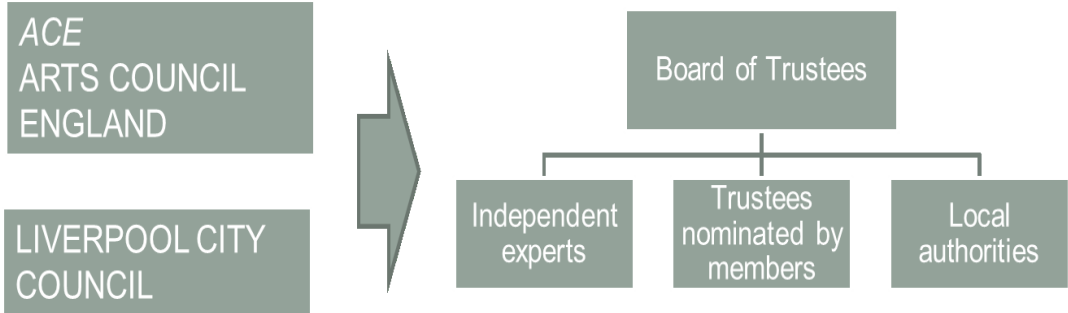 ACE
ARTS COUNCIL
ENGLAND
LIVERPOOL CITY
COUNCIL
Board of Trustees
Independent
experts
Trustees
nominated by
members
Local
authorities